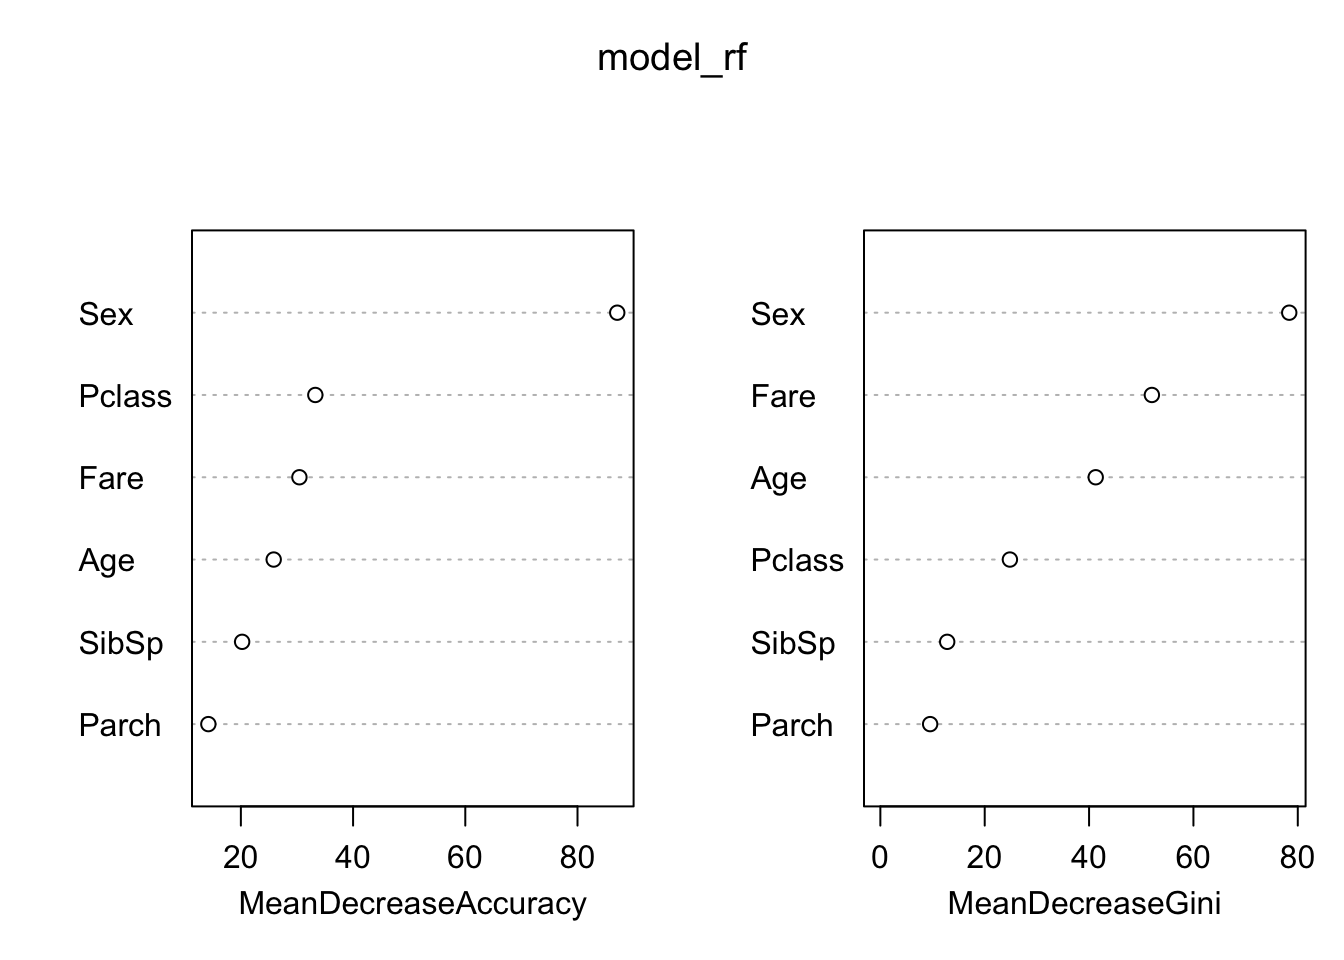 model_rf
Sex
Pclass
Fare
Age
SibSp
Parch
20 40 60 80
MeanDecreaseAccuracy
Sex
Fare
Age
Pclass
SibSp
Parch
0 20 40 60 80
MeanDecreaseGini